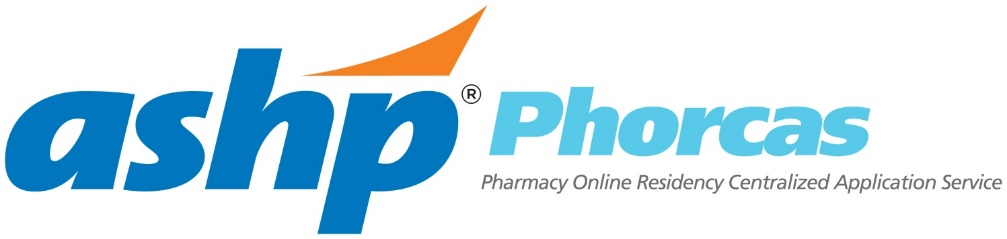 ashp® Phorcas
Pharmacy Online Residency Centralized Application Service